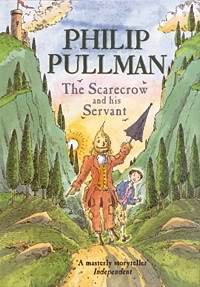 PHILIP
PULLMAN
The Scarecrow
and his
Servant
'A masterly storyteller'
Independent